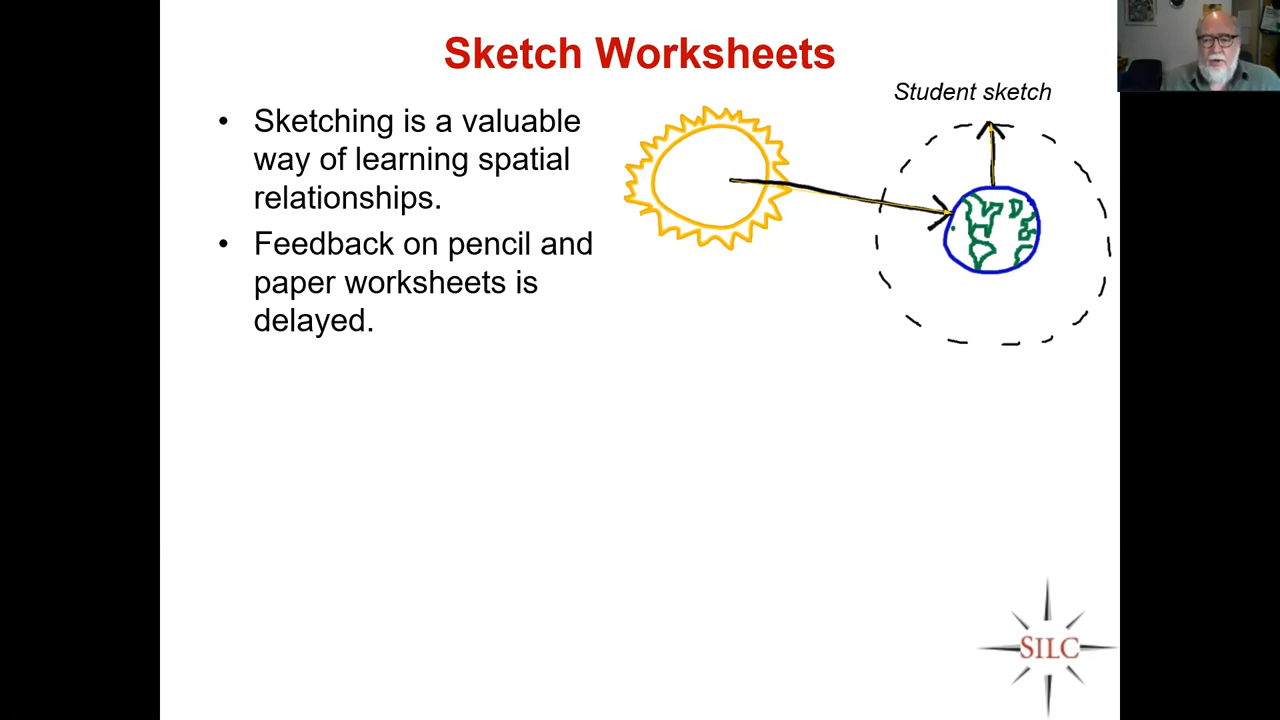 Sketch Worksheets
Student sketch
• Sketching is a valuable
way of learning spatial
relationships.
• Feedback on pencil and
paper worksheets is
delayed.
SILC